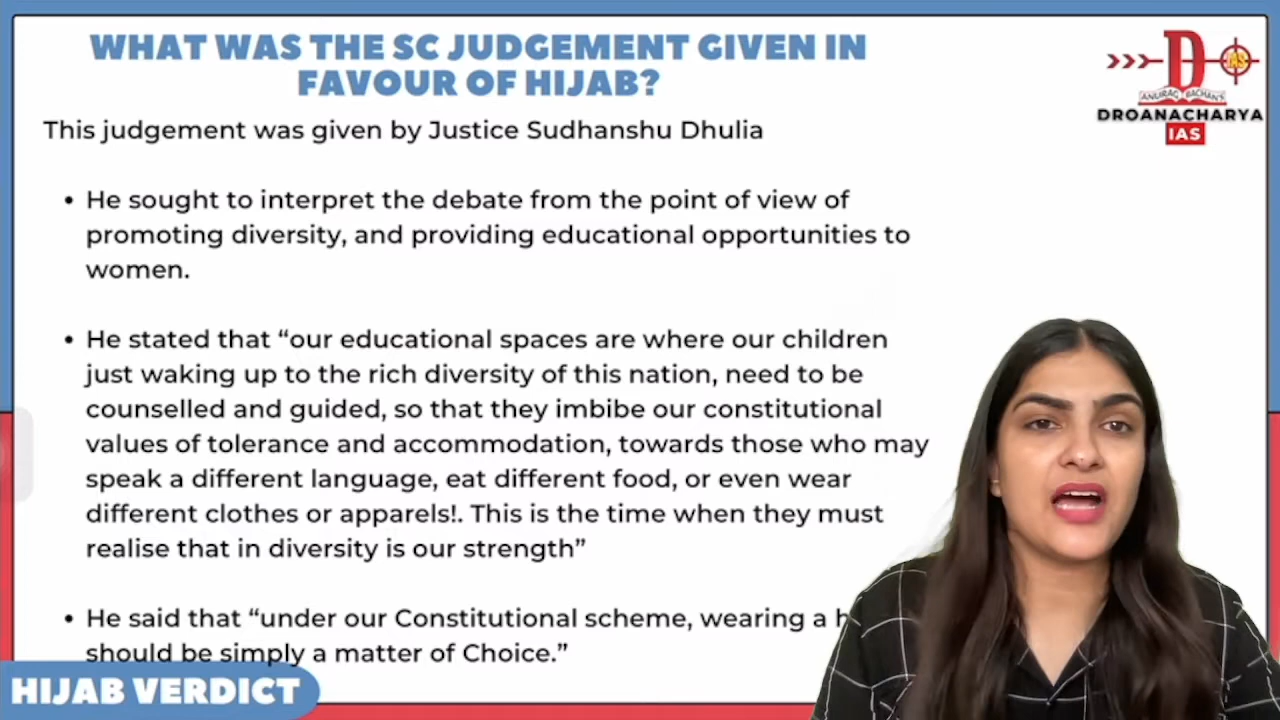 WHAT WAS THE SC JUDGEMENT GIVEN IN
FAVOUR OF HIJAB?
This judgement was given by Justice Sudhanshu Dhulia
• He sought to interpret the debate from the point of view of
promoting diversity, and providing educational opportunities to
women.
• He stated that “our educational spaces are where our children
just waking up to the rich diversity of this nation, need to be
counselled and guided, so that they imbibe our constitutional
values of tolerance and accommodation, towards those who may
speak a different language, eat different food, or even wear
different clothes or apparels!. This is the time when they must
realise that in diversity is our strength”
• He said that “under our Constitutional scheme, wearing a
should be simply a matter of Choice.”
HIJAB VERDICT
D
IAS
ANURAG BACHAN'S
DROANACHARYA
IAS